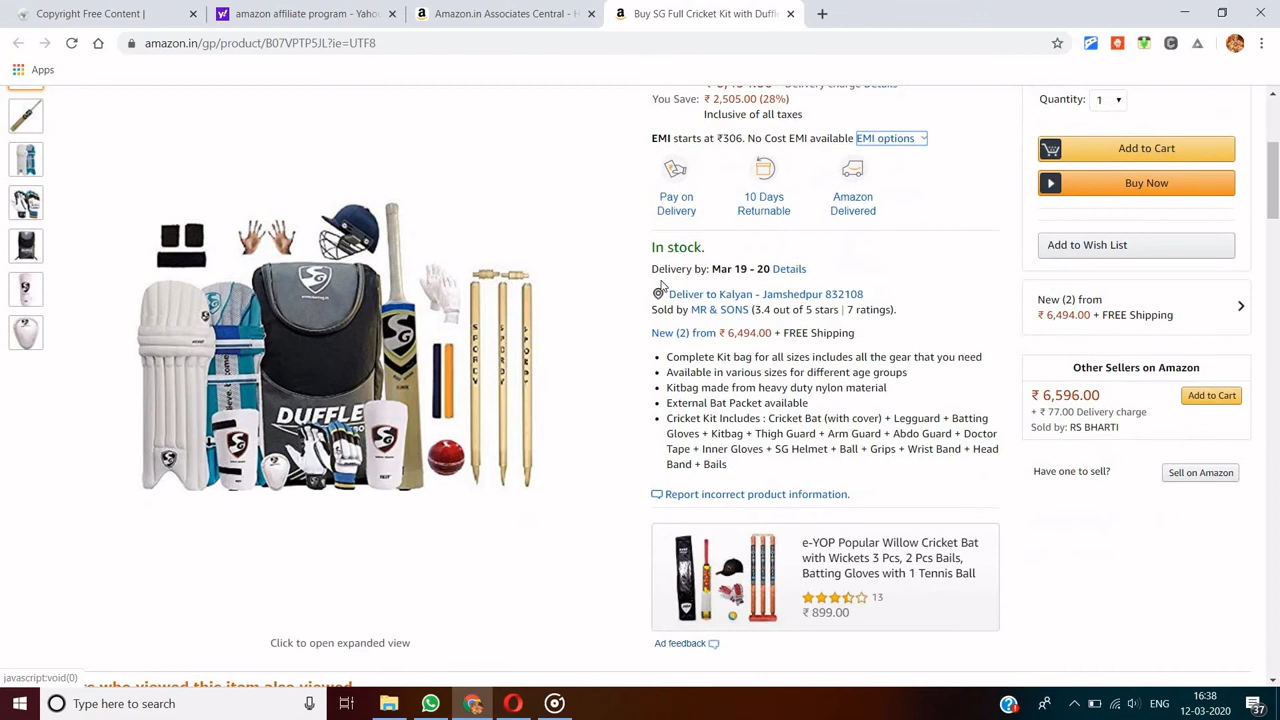 Copyright Content |
amazon affiliate program - Yaho
Amazon.in Associates Central - H
Buy SG Full Cricket Kit with Duffl
amazon.in/gp/product/B07VPTP5JL?ie=UTF8
Apps
Delivery charge Details
You Save: ₹ 2,505.00 (28%)
Inclusive of all taxes
EMI starts at ₹306. No Cost EMI available EMI options
Pay on Delivery
10 Days Returnable
Amazon Delivered
In stock.
Delivery by: Mar 19 - 20 Details
Deliver to Kalyan - Jamshedpur 832108
Sold by MR & SONS (3.4 out of 5 stars | 7 ratings).
New (2) from ₹ 6,494.00 + FREE Shipping
• Complete Kit bag for all sizes includes all the gear that you need
• Available in various sizes for different age groups
• Kitbag made from heavy duty nylon material
• External Bat Packet available
• Cricket Kit Includes : Cricket Bat (with cover) + Legguard + Batting
Gloves + Kitbag + Thigh Guard + Arm Guard + Abdo Guard + Doctor
Tape + Inner Gloves + SG Helmet + Ball + Grips + Wrist Band + Head
Band + Bails
Report incorrect product information.
e-YOP Popular Willow Cricket Bat
with Wickets 3 Pcs, 2 Pcs Bails,
Batting Gloves with 1 Tennis Ball
13
₹ 899.00
Ad feedback
Quantity: 1
Add to Cart
Buy Now
Add to Wish List
New (2) from
₹ 6,494.00 + FREE Shipping
Other Sellers on Amazon
₹ 6,596.00
Add to Cart
+ ₹ 77.00 Delivery charge
Sold by: RS BHARTI
Have one to sell?
Sell on Amazon
SG
DUFFLE
Click to open expanded view
javascript:void(0)
who viewed this item also viewed
Type here to search
ENG
16:38
12-03-2020
37